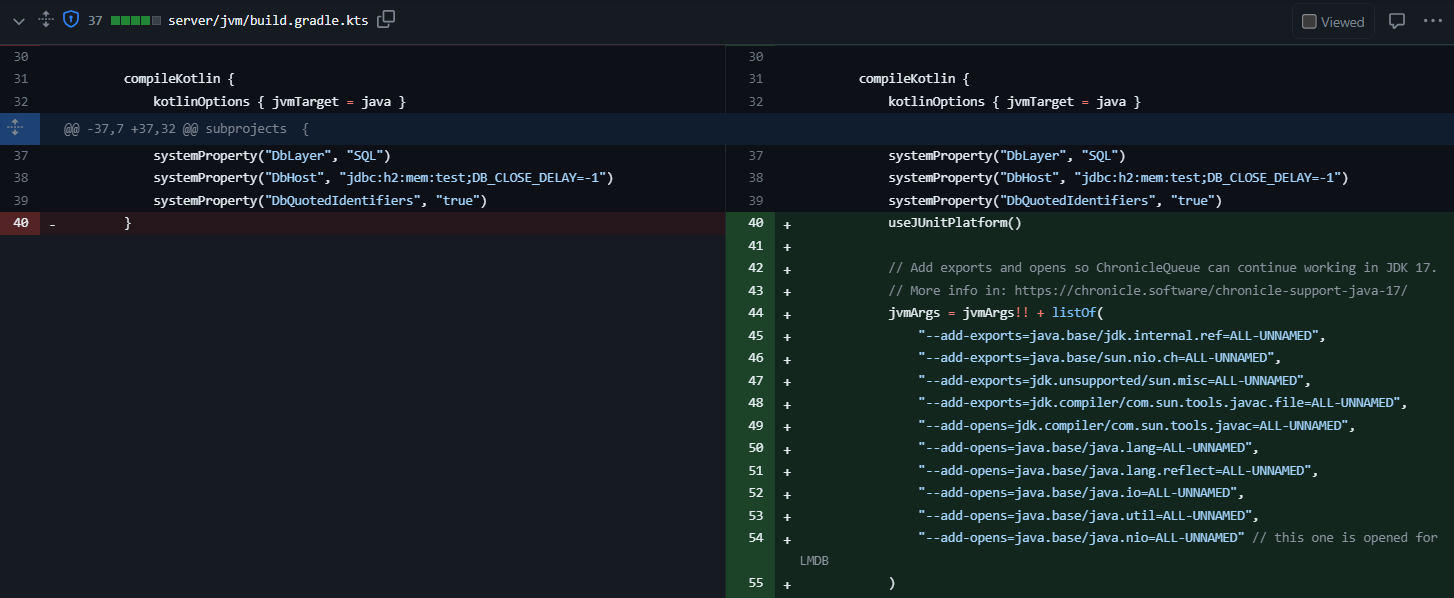 37 server/jvm/build.gradle.kts Viewed
30 30
31 compileKotlin { 31 compileKotlin {
32 kotlinOptions { jvmTarget = java } 32 kotlinOptions { jvmTarget = java }
@@ -37,7 +37,32 @@ subprojects {
37 systemProperty("DbLayer", "SQL") 37 systemProperty("DbLayer", "SQL")
38 systemProperty("DbHost", "jdbc:h2:mem:test;DB_CLOSE_DELAY=-1") 38 systemProperty("DbHost", "jdbc:h2:mem:test;DB_CLOSE_DELAY=-1")
39 systemProperty("DbQuotedIdentifiers", "true") 39 systemProperty("DbQuotedIdentifiers", "true")
40 - } 40 + useJUnitPlatform()
41 +
42 + // Add exports and opens so ChronicleQueue can continue working in JDK 17.
43 + // More info in: https://chronicle.software/chronicle-support-java-17/
44 + jvmArgs = jvmArgs!! + listOf(
45 + "--add-exports=java.base/jdk.internal.ref=ALL-UNNAMED",
46 + "--add-exports=java.base/sun.nio.ch=ALL-UNNAMED",
47 + "--add-exports=jdk.unsupported/sun.misc=ALL-UNNAMED",
48 + "--add-exports=jdk.compiler/com.sun.tools.javac.file=ALL-UNNAMED",
49 + "--add-opens=jdk.compiler/com.sun.tools.javac=ALL-UNNAMED",
50 + "--add-opens=java.base/java.lang=ALL-UNNAMED",
51 + "--add-opens=java.base/java.lang.reflect=ALL-UNNAMED",
52 + "--add-opens=java.base/java.io=ALL-UNNAMED",
53 + "--add-opens=java.base/java.util=ALL-UNNAMED",
54 + "--add-opens=java.base/java.nio=ALL-UNNAMED" // this one is opened for
LMDB
55 + )